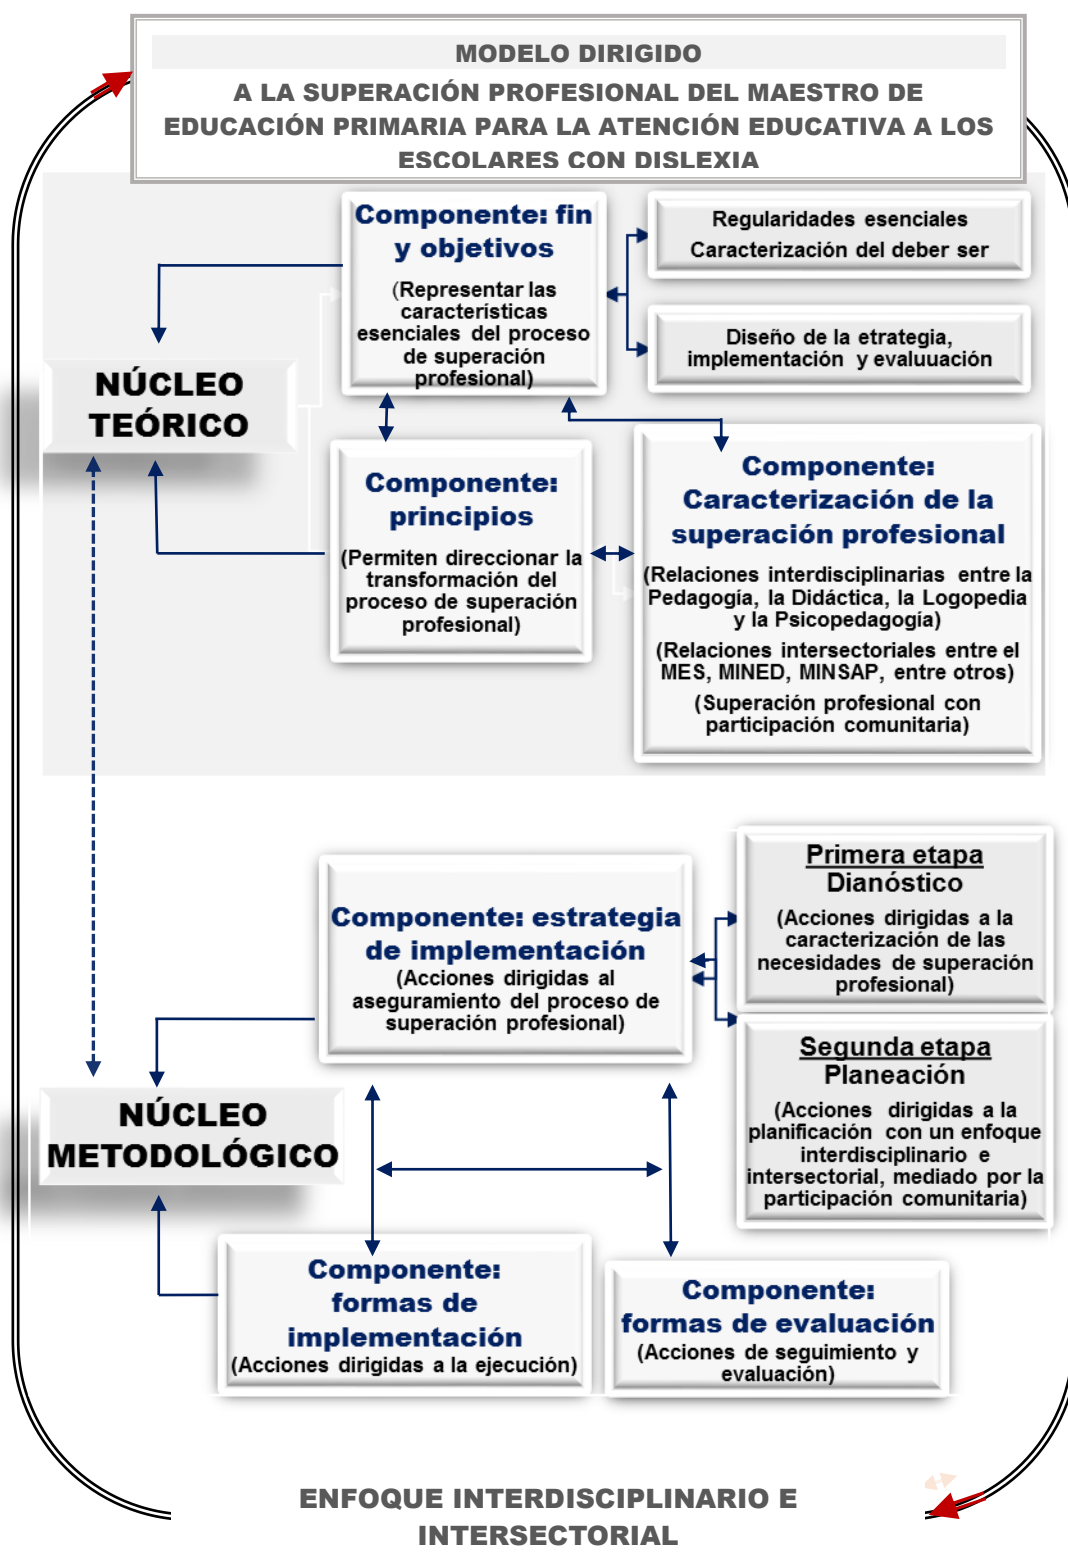 MODELO DIRIGIDO
A LA SUPERACIÓN PROFESIONAL DEL MAESTRO DE
EDUCACIÓN PRIMARIA PARA LA ATENCIÓN EDUCATIVA A LOS
ESCOLARES CON DISLEXIA
Componente: fin
y objetivos
(Representar las
características
esenciales del proceso
de superación
profesional)
Regularidades esenciales
Caracterización del deber ser
Diseño de la etrategia,
implementación y evaluuación
NÚCLEO
TEÓRICO
Componente:
principios
(Permiten direccionar la
transformación del
proceso de superación
profesional)
Componente:
Caracterización de la
superación profesional
(Relaciones interdisciplinarias entre la
Pedagogía, la Didáctica, la Logopedia
y la Psicopedagogía)
(Relaciones intersectoriales entre el
MES, MINED, MINSAP, entre otros)
(Superación profesional con
participación comunitaria)
Componente: estrategia
de implementación
(Acciones dirigidas al
aseguramiento del proceso de
superación profesional)
Primera etapa
Dianóstico
(Acciones dirigidas a la
caracterización de las
necesidades de superación
profesional)
Segunda etapa
Planeación
(Acciones dirigidas a la
planificación con un enfoque
interdisciplinario e
intersectorial, mediado por la
participación comunitaria)
NÚCLEO
METODOLÓGICO
Componente:
formas de
implementación
(Acciones dirigidas a la ejecución)
Componente:
formas de evaluación
(Acciones de seguimiento y
evaluación)
ENFOQUE INTERDISCIPLINARIO E
INTERSECTORIAL